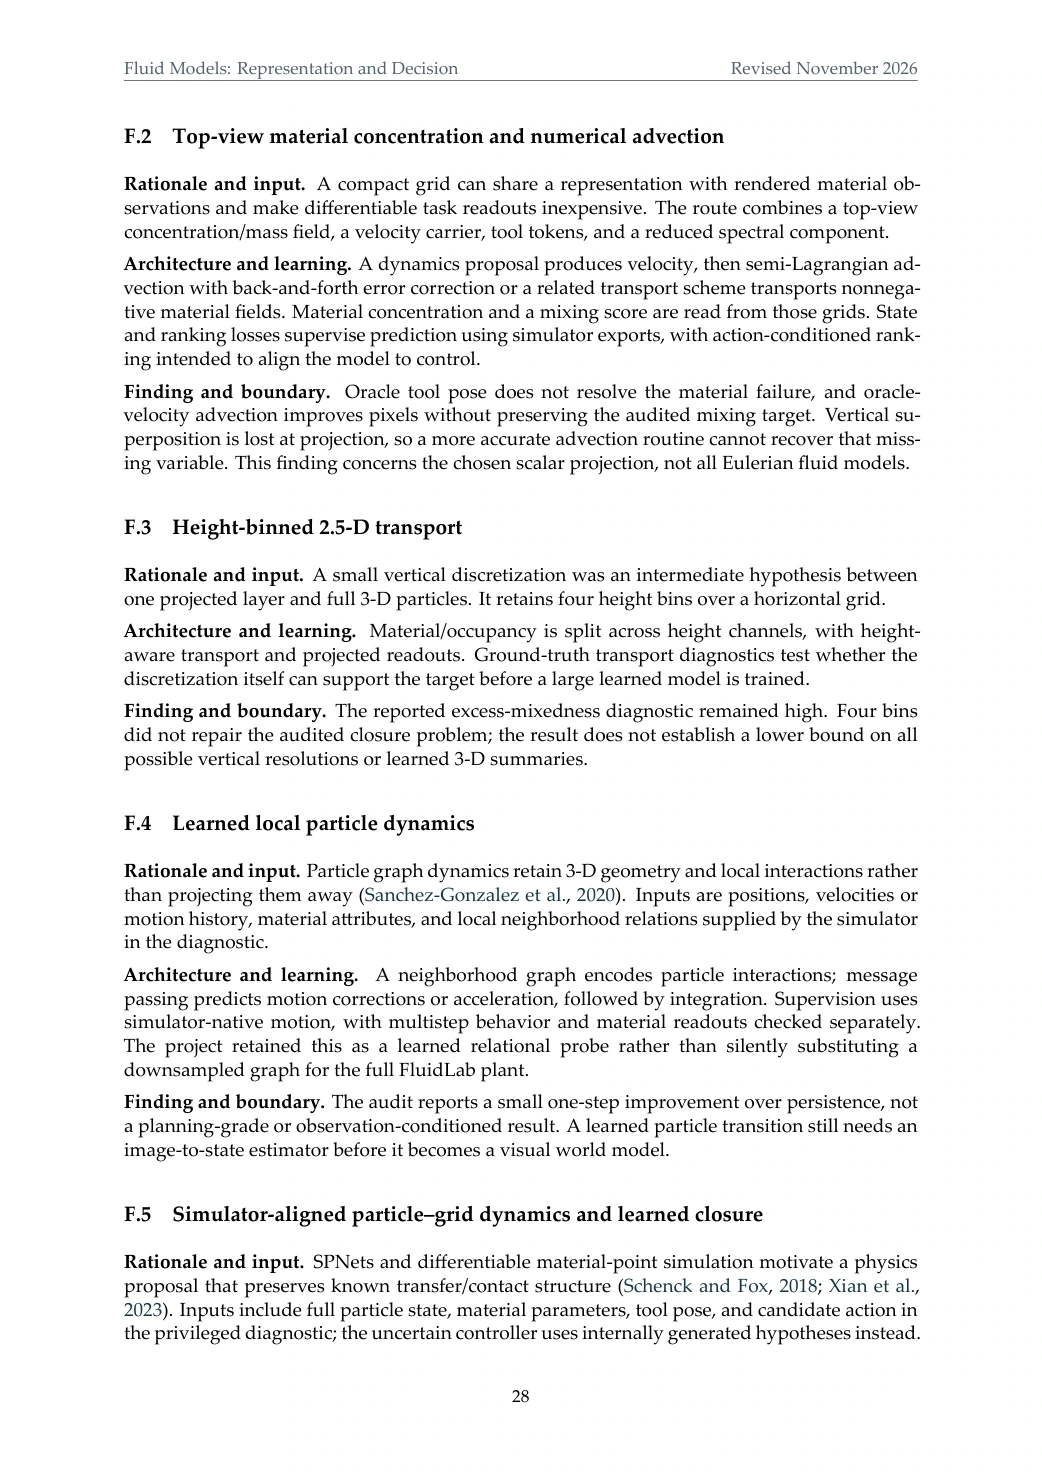 Fluid Models: Representation and Decision
Revised November 2026
F.2 Top-view material concentration and numerical advection
Rationale and input. A compact grid can share a representation with rendered material ob-
servations and make differentiable task readouts inexpensive. The route combines a top-view
concentration/mass field, a velocity carrier, tool tokens, and a reduced spectral component.
Architecture and learning. A dynamics proposal produces velocity, then semi-Lagrangian ad-
vection with back-and-forth error correction or a related transport scheme transports nonnega-
tive material fields. Material concentration and a mixing score are read from those grids. State
and ranking losses supervise prediction using simulator exports, with action-conditioned rank-
ing intended to align the model to control.
Finding and boundary. Oracle tool pose does not resolve the material failure, and oracle-
velocity advection improves pixels without preserving the audited mixing target. Vertical su-
perposition is lost at projection, so a more accurate advection routine cannot recover that miss-
ing variable. This finding concerns the chosen scalar projection, not all Eulerian fluid models.
F.3 Height-binned 2.5-D transport
Rationale and input. A small vertical discretization was an intermediate hypothesis between
one projected layer and full 3-D particles. It retains four height bins over a horizontal grid.
Architecture and learning. Material/occupancy is split across height channels, with height-
aware transport and projected readouts. Ground-truth transport diagnostics test whether the
discretization itself can support the target before a large learned model is trained.
Finding and boundary. The reported excess-mixedness diagnostic remained high. Four bins
did not repair the audited closure problem; the result does not establish a lower bound on all
possible vertical resolutions or learned 3-D summaries.
F.4 Learned local particle dynamics
Rationale and input. Particle graph dynamics retain 3-D geometry and local interactions rather
than projecting them away (Sanchez-Gonzalez et al., 2020). Inputs are positions, velocities or
motion history, material attributes, and local neighborhood relations supplied by the simulator
in the diagnostic.
Architecture and learning. A neighborhood graph encodes particle interactions; message
passing predicts motion corrections or acceleration, followed by integration. Supervision uses
simulator-native motion, with multistep behavior and material readouts checked separately.
The project retained this as a learned relational probe rather than silently substituting a
downsampled graph for the full FluidLab plant.
Finding and boundary. The audit reports a small one-step improvement over persistence, not
a planning-grade or observation-conditioned result. A learned particle transition still needs an
image-to-state estimator before it becomes a visual world model.
F.5 Simulator-aligned particle–grid dynamics and learned closure
Rationale and input. SPNets and differentiable material-point simulation motivate a physics
proposal that preserves known transfer/contact structure (Schenck and Fox, 2018; Xian et al.,
2023). Inputs include full particle state, material parameters, tool pose, and candidate action in
the privileged diagnostic; the uncertain controller uses internally generated hypotheses instead.
28